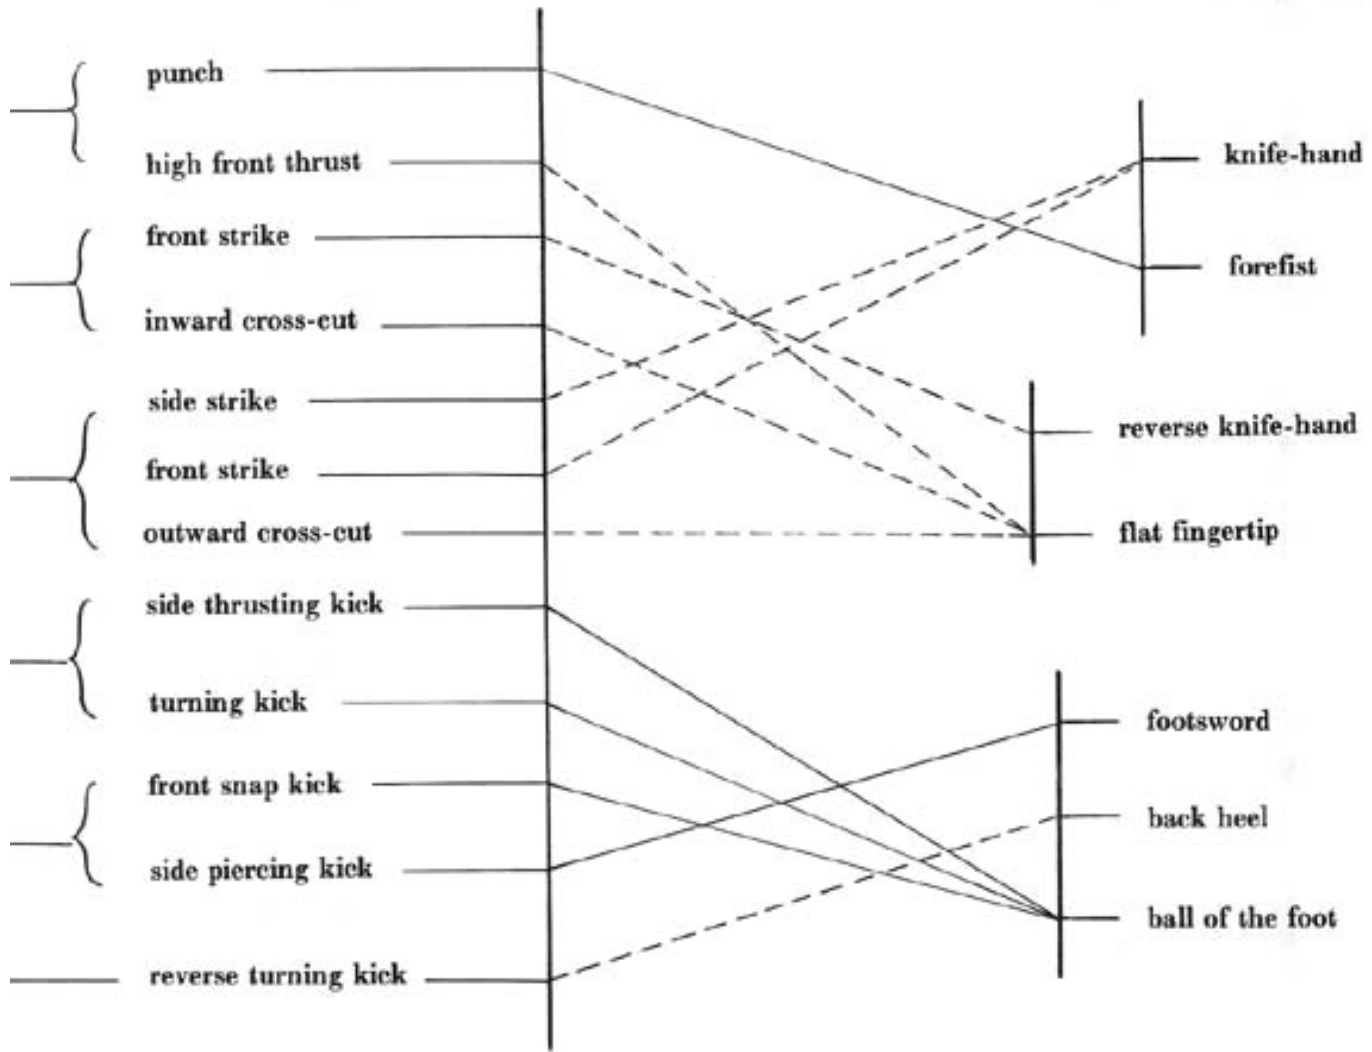 punch
high front thrust
front strike
inward cross-cut
side strike
front strike
outward cross-cut
side thrusting kick
turning kick
front snap kick
side piercing kick
reverse turning kick
knife-hand
forefist
reverse knife-hand
flat fingertip
footsword
back heel
ball of the foot